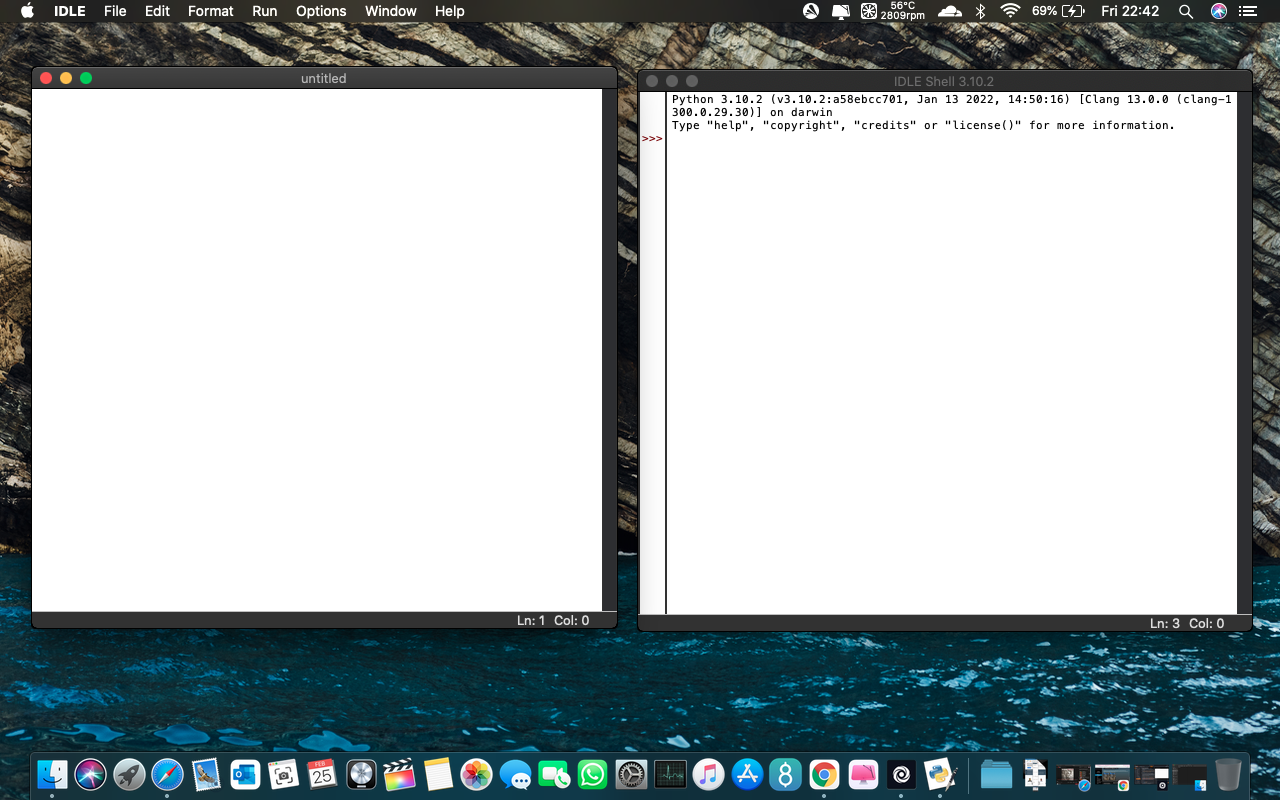 IDLE File Edit Format Run Options Window Help
56°C
2809rpm
69%
Fri 22:42
untitled
Ln: 1 Col: 0
IDLE Shell 3.10.2
Python 3.10.2 (v3.10.2:a58ebcc701, Jan 13 2022, 14:50:16) [Clang 13.0.0 (clang-1
300.0.29.30)] on darwin
Type "help", "copyright", "credits" or "license()" for more information.
>>>
Ln: 3 Col: 0
FEB
25
8